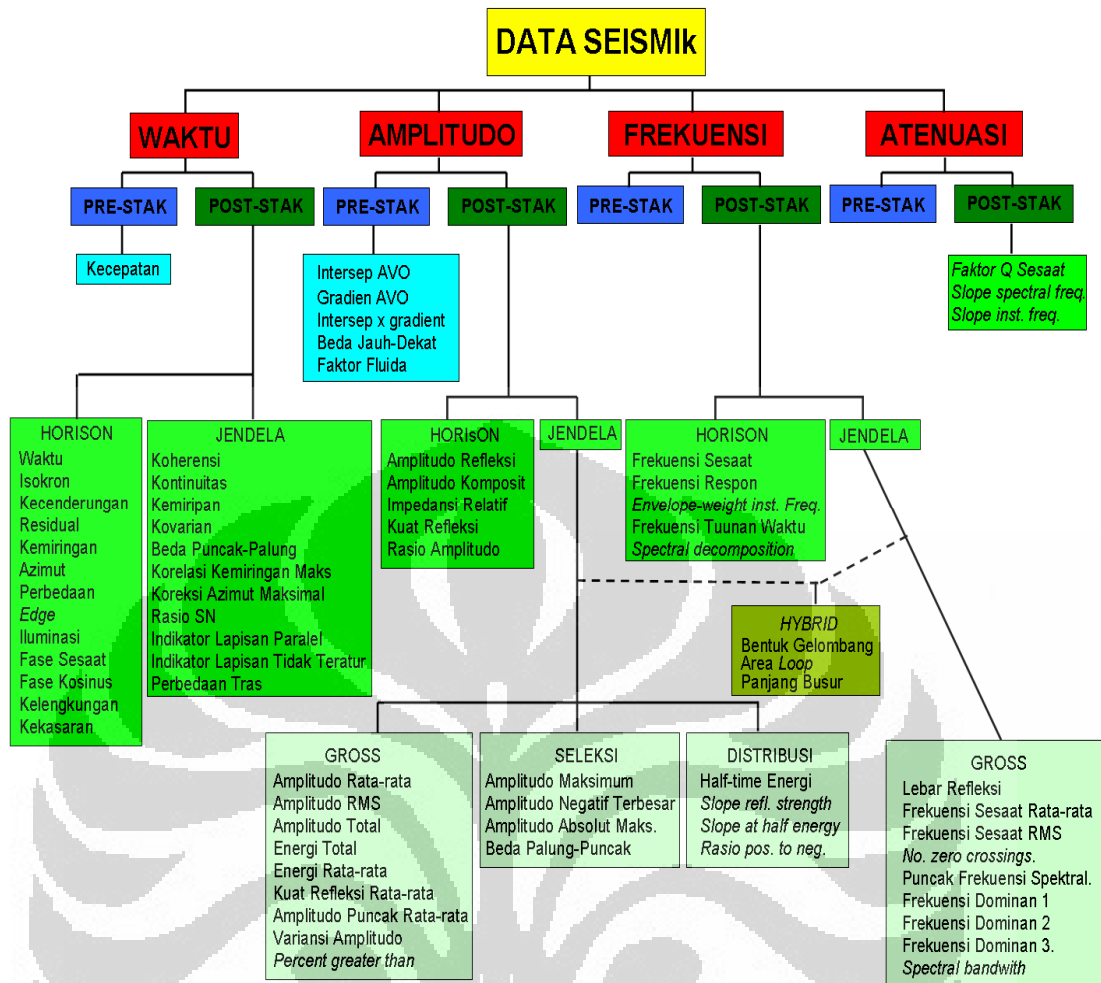 DATA SEISMIk
WAKTU
AMPLITUDO
FREKUENSI
ATENUASI
PRE-STAK
POST-STAK
PRE-STAK
POST-STAK
PRE-STAK
POST-STAK
PRE-STAK
POST-STAK
Kecepatan
Intersep AVO
Gradien AVO
Intersep x gradient
Beda Jauh-Dekat
Faktor Fluida
Faktor Q Sesaat
Slope spectral freq.
Slope inst. freq.
HORISON
Waktu
Isokron
Kecenderungan
Residual
Kemiringan
Azimut
Perbedaan
Edge
Iluminasi
Fase Sesaat
Fase Kosinus
Kelengkungan
Kekasaran
JENDELA
Koherensi
Kontinuitas
Kemiripan
Kovarian
Beda Puncak-Palung
Korelasi Kemiringan Maks
Koreksi Azimut Maksimal
Rasio SN
Indikator Lapisan Paralel
Indikator Lapisan Tidak Teratur
Perbedaan Tras
HORIsON
Amplitudo Refleksi
Amplitudo Komposit
Impedansi Relatif
Kuat Refleksi
Rasio Amplitudo
JENDELA
HORISON
Frekuensi Sesaat
Frekuensi Respon
Envelope-weight inst. Freq.
Frekuensi Tuunan Waktu
Spectral decomposition
JENDELA
HYBRID
Bentuk Gelombang
Area Loop
Panjang Busur
GROSS
Amplitudo Rata-rata
Amplitudo RMS
Amplitudo Total
Energi Total
Energi Rata-rata
Kuat Refleksi Rata-rata
Amplitudo Puncak Rata-rata
Variansi Amplitudo
Percent greater than
SELEKSI
Amplitudo Maksimum
Amplitudo Negatif Terbesar
Amplitudo Absolut Maks.
Beda Palung-Puncak
DISTRIBUSI
Half-time Energi
Slope refl. strength
Slope at half energy
Rasio pos. to neg.
GROSS
Lebar Refleksi
Frekuensi Sesaat Rata-rata
Frekuensi Sesaat RMS
No. zero crossings.
Puncak Frekuensi Spektral.
Frekuensi Dominan 1
Frekuensi Dominan 2
Frekuensi Dominan 3.
Spectral bandwith